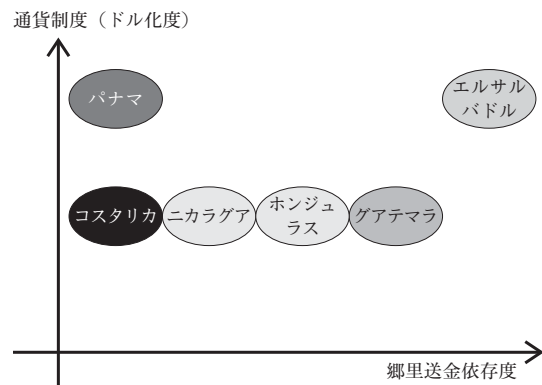 通貨制度（ドル化度）
パナマ
エルサル
バドル
コスタリカ
ニカラグア
ホンジュ
ラス
グアテマラ
郷里送金依存度